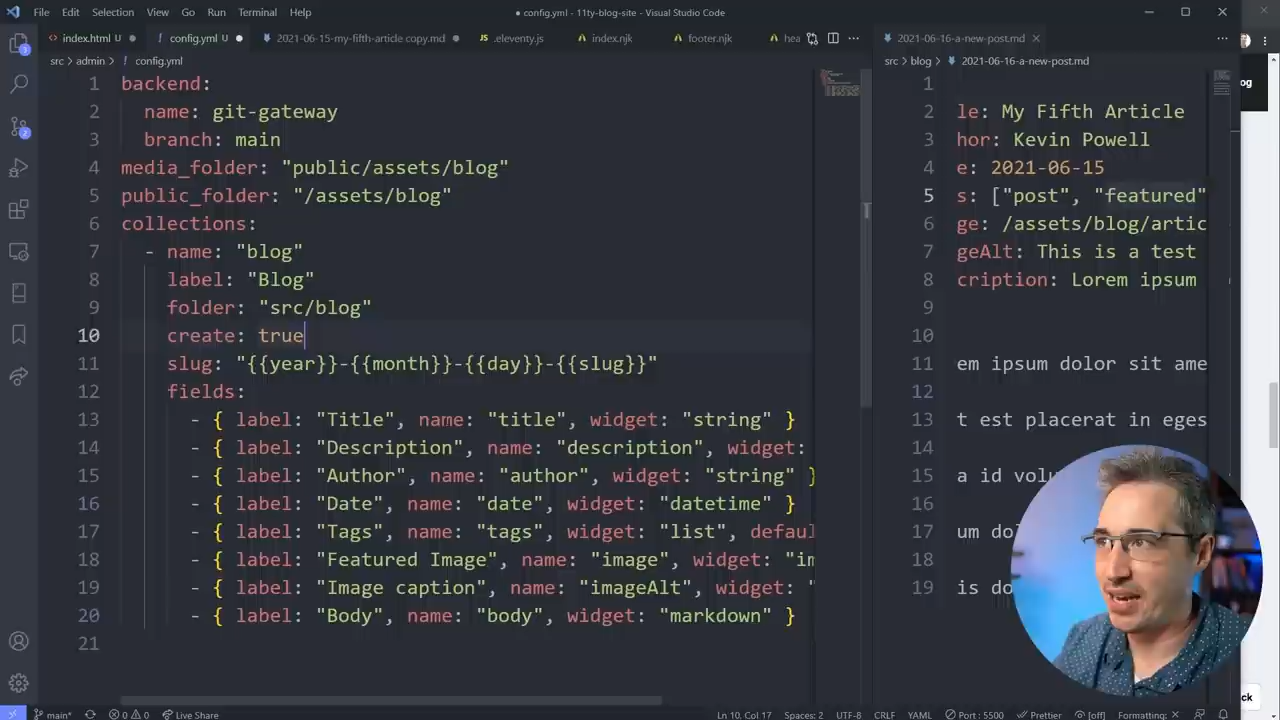 File Edit Selection View Go Run Terminal Help
● config.yml - 11ty-blog-site - Visual Studio Code
index.html U ● config.yml U ● 2021-06-15-my-fifth-article copy.md ● .eleventy.js index.njk footer.njk hea
2021-06-16-a-new-post.md
src > admin > config.yml
src > blog > 2021-06-16-a-new-post.md
1 backend:
2 name: git-gateway
3 branch: main
4 media_folder: "public/assets/blog"
5 public_folder: "/assets/blog"
6 collections:
7 - name: "blog"
8 label: "Blog"
9 folder: "src/blog"
10 create: true
11 slug: "{{year}}-{{month}}-{{day}}-{{slug}}"
12 fields:
13 - { label: "Title", name: "title", widget: "string" }
14 - { label: "Description", name: "description", widget:
15 - { label: "Author", name: "author", widget: "string" }
16 - { label: "Date", name: "date", widget: "datetime" }
17 - { label: "Tags", name: "tags", widget: "list", defaul
18 - { label: "Featured Image", name: "image", widget: "im
19 - { label: "Image caption", name: "imageAlt", widget: "
20 - { label: "Body", name: "body", widget: "markdown" }
21
1
2 le: My Fifth Article
3 hor: Kevin Powell
4 e: 2021-06-15
5 s: ["post", "featured"
6 ge: /assets/blog/artic
7 geAlt: This is a test
8 cription: Lorem ipsum
9
10
11 em ipsum dolor sit ame
12
13 t est placerat in eges
14
15 a id volu
16
17 um dol
18
19 is do
og
ck
3
2
main* 0 0 Live Share
Ln 10, Col 17 Spaces: 2 UTF-8 CRLF YAML Port : 5500 Prettier [off] Formatting: ×